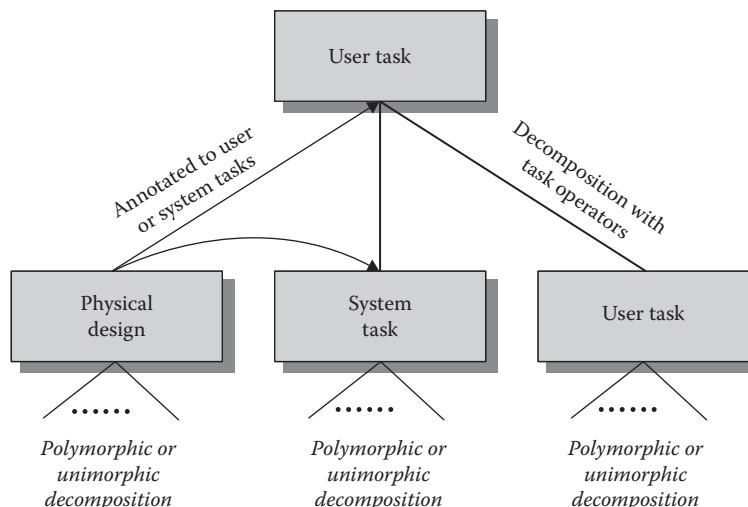 User task
Annotated to user
or system tasks
Decomposition with
task operators
Physical
design
System
task
User task
......
......
......
Polymorphic or
unimorphic
decomposition
Polymorphic or
unimorphic
decomposition
Polymorphic or
unimorphic
decomposition